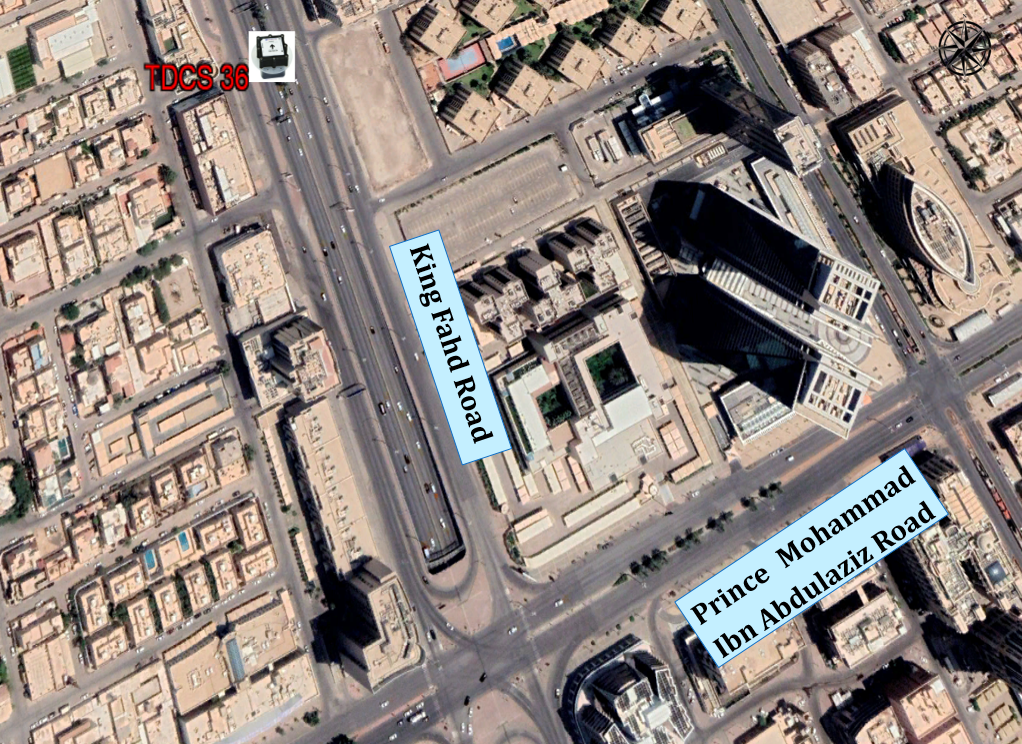 TDCS 36
King Fahd Road
Prince Mohammad
Ibn Abdulaziz Road